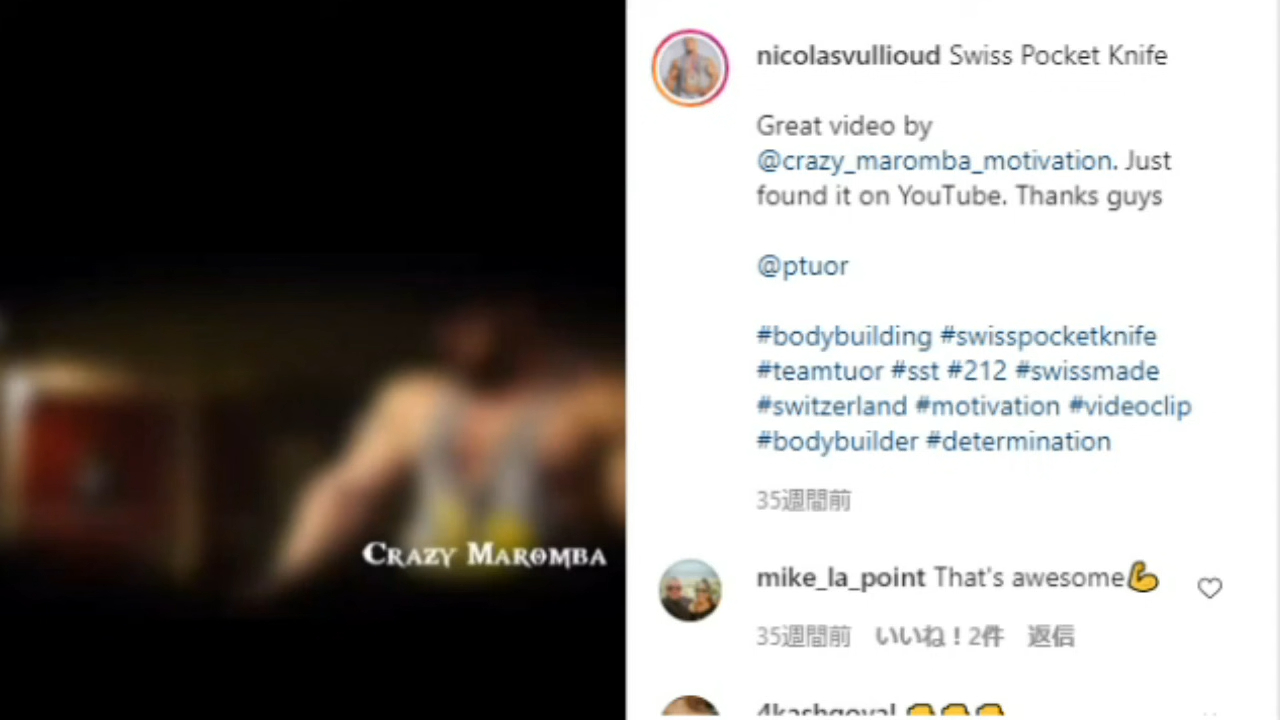 nicolasvullioud Swiss Pocket Knife
Great video by
@crazy_maromba_motivation. Just
found it on YouTube. Thanks guys
@ptuor
#bodybuilding #swisspocketknife
#teamtuor #sst #212 #swissmade
#switzerland #motivation #videoclip
#bodybuilder #determination
35週間前
CRAZY MAROMBA
mike_la_point That's awesome💪
35週間前 いいね！2件 返信